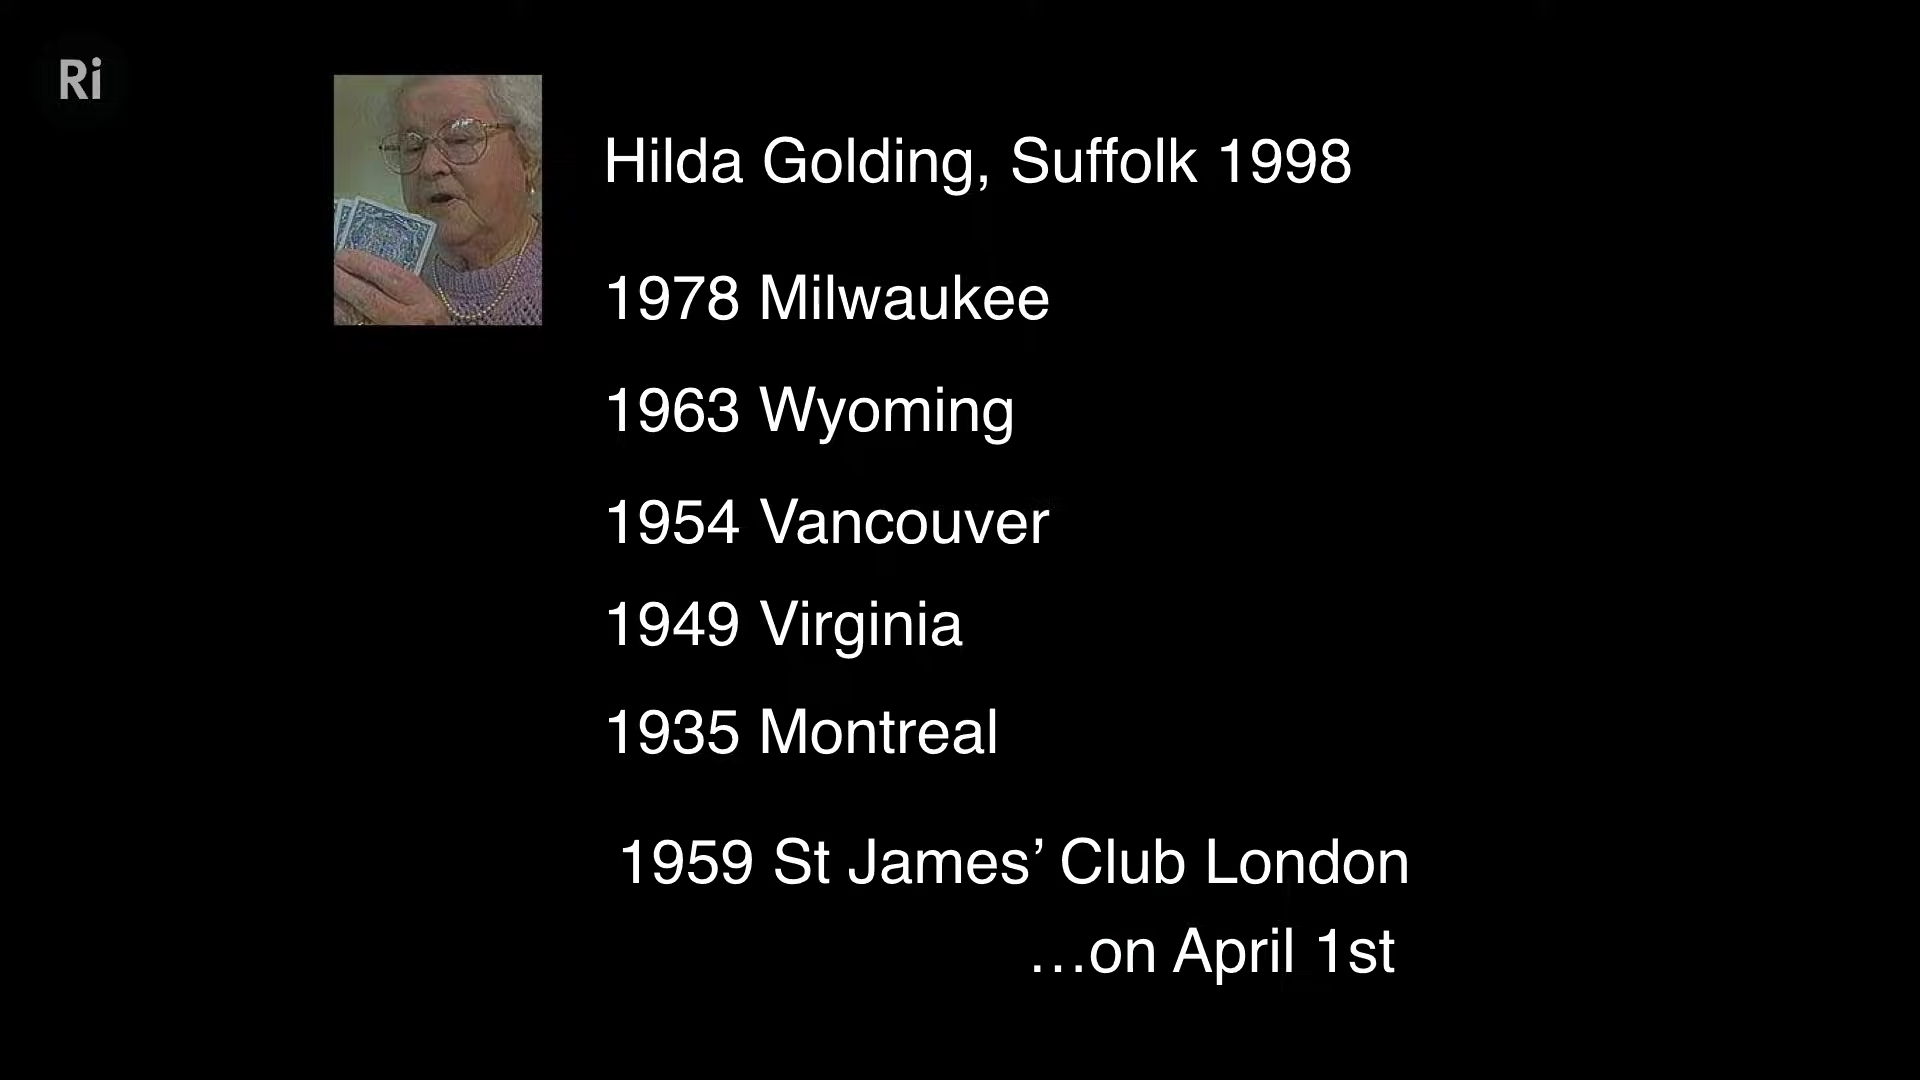 Ri
Hilda Golding, Suffolk 1998
1978 Milwaukee
1963 Wyoming
1954 Vancouver
1949 Virginia
1935 Montreal
1959 St James’ Club London
…on April 1st